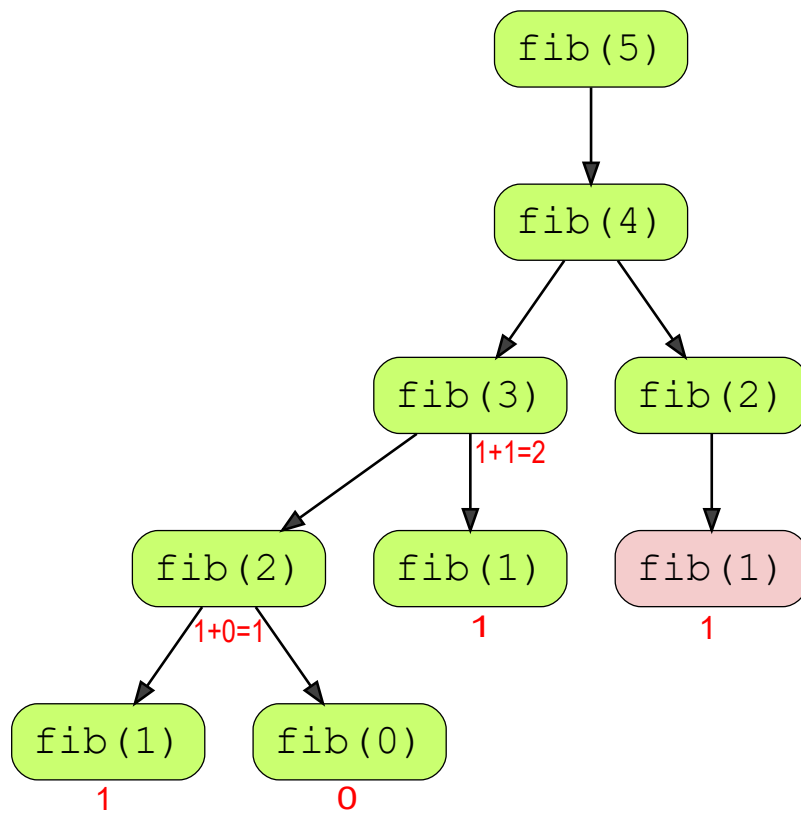 fib(5)
fib(4)
fib(3)
fib(2)
1+1=2
fib(2)
fib(1)
fib(1)
1+0=1
1
1
fib(1)
fib(0)
1
0